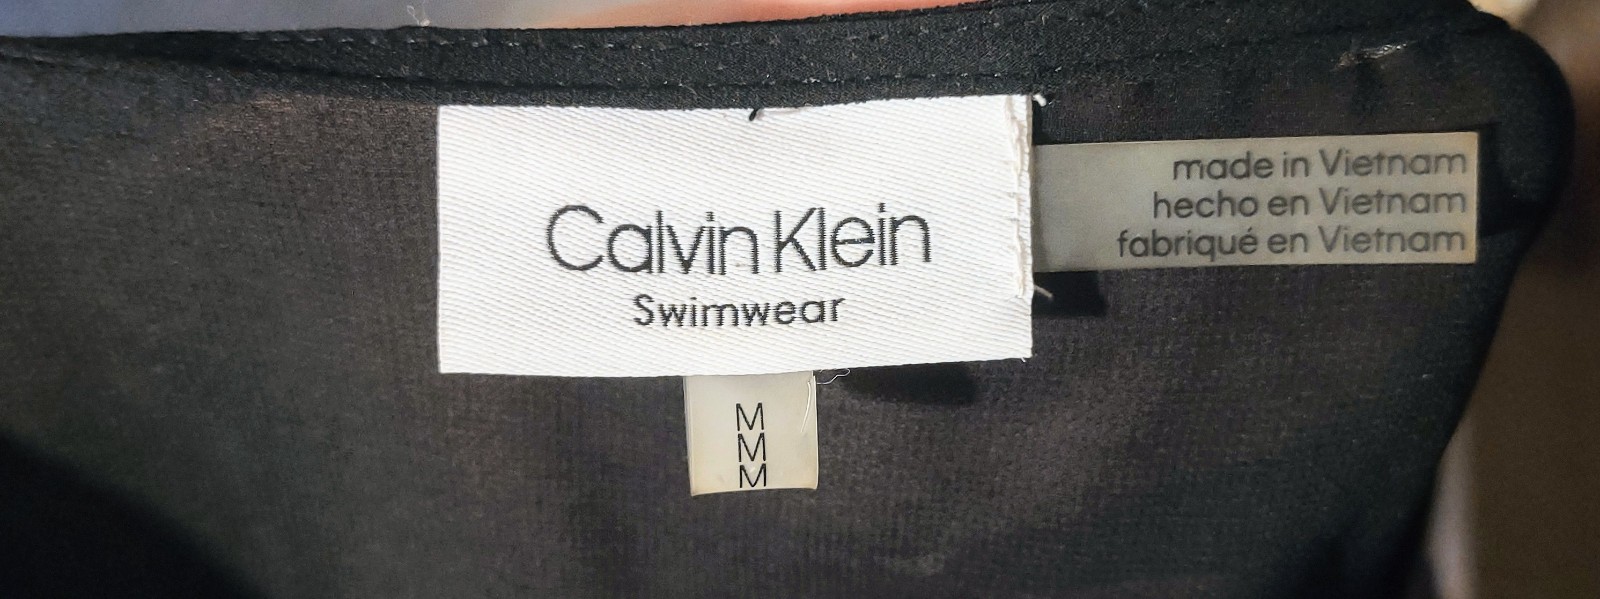 Calvin Klein
Swimwear
made in Vietnam
hecho en Vietnam
fabriqué en Vietnam
M
M
M